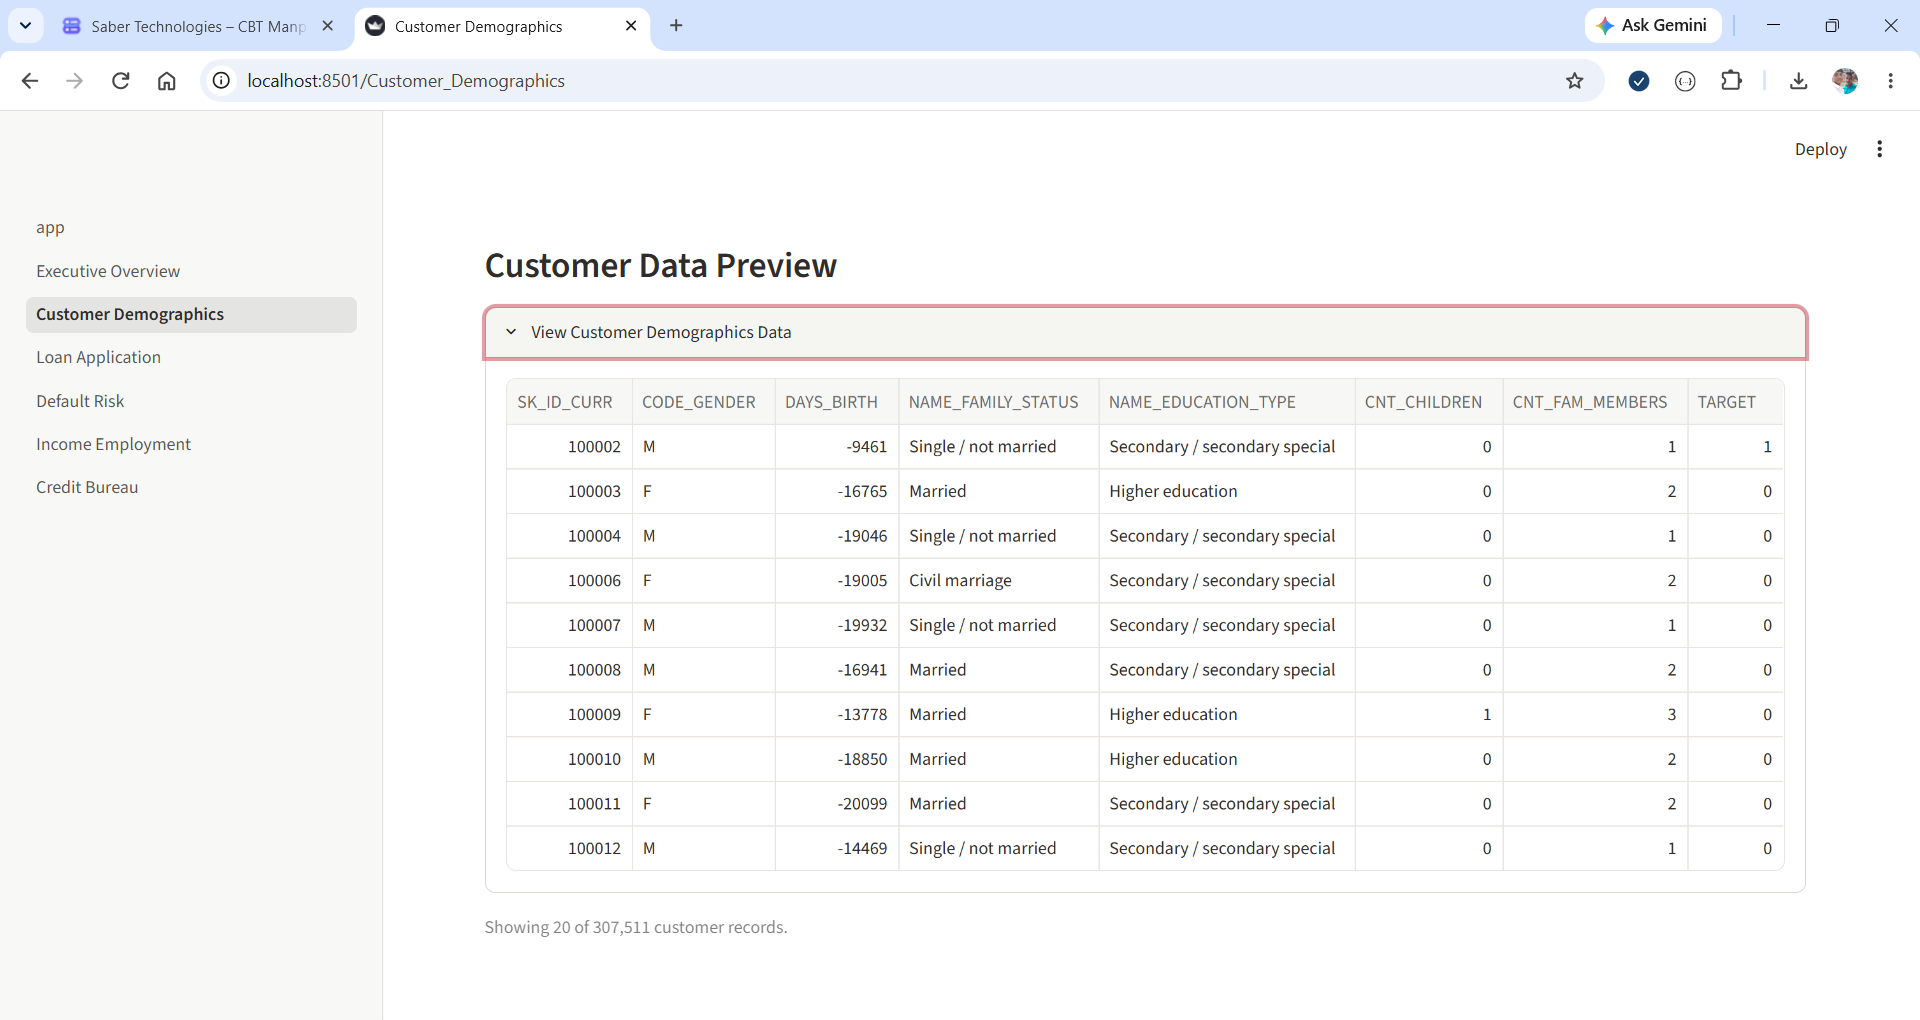 Saber Technologies – CBT Manp
Customer Demographics
Ask Gemini
localhost:8501/Customer_Demographics
Deploy
app
Executive Overview
Customer Demographics
Loan Application
Default Risk
Income Employment
Credit Bureau
Customer Data Preview
View Customer Demographics Data
SK_ID_CURR CODE_GENDER DAYS_BIRTH NAME_FAMILY_STATUS NAME_EDUCATION_TYPE CNT_CHILDREN CNT_FAM_MEMBERS TARGET
100002 M -9461 Single / not married Secondary / secondary special 0 1 1
100003 F -16765 Married Higher education 0 2 0
100004 M -19046 Single / not married Secondary / secondary special 0 1 0
100006 F -19005 Civil marriage Secondary / secondary special 0 2 0
100007 M -19932 Single / not married Secondary / secondary special 0 1 0
100008 M -16941 Married Secondary / secondary special 0 2 0
100009 F -13778 Married Higher education 1 3 0
100010 M -18850 Married Higher education 0 2 0
100011 F -20099 Married Secondary / secondary special 0 2 0
100012 M -14469 Single / not married Secondary / secondary special 0 1 0
Showing 20 of 307,511 customer records.